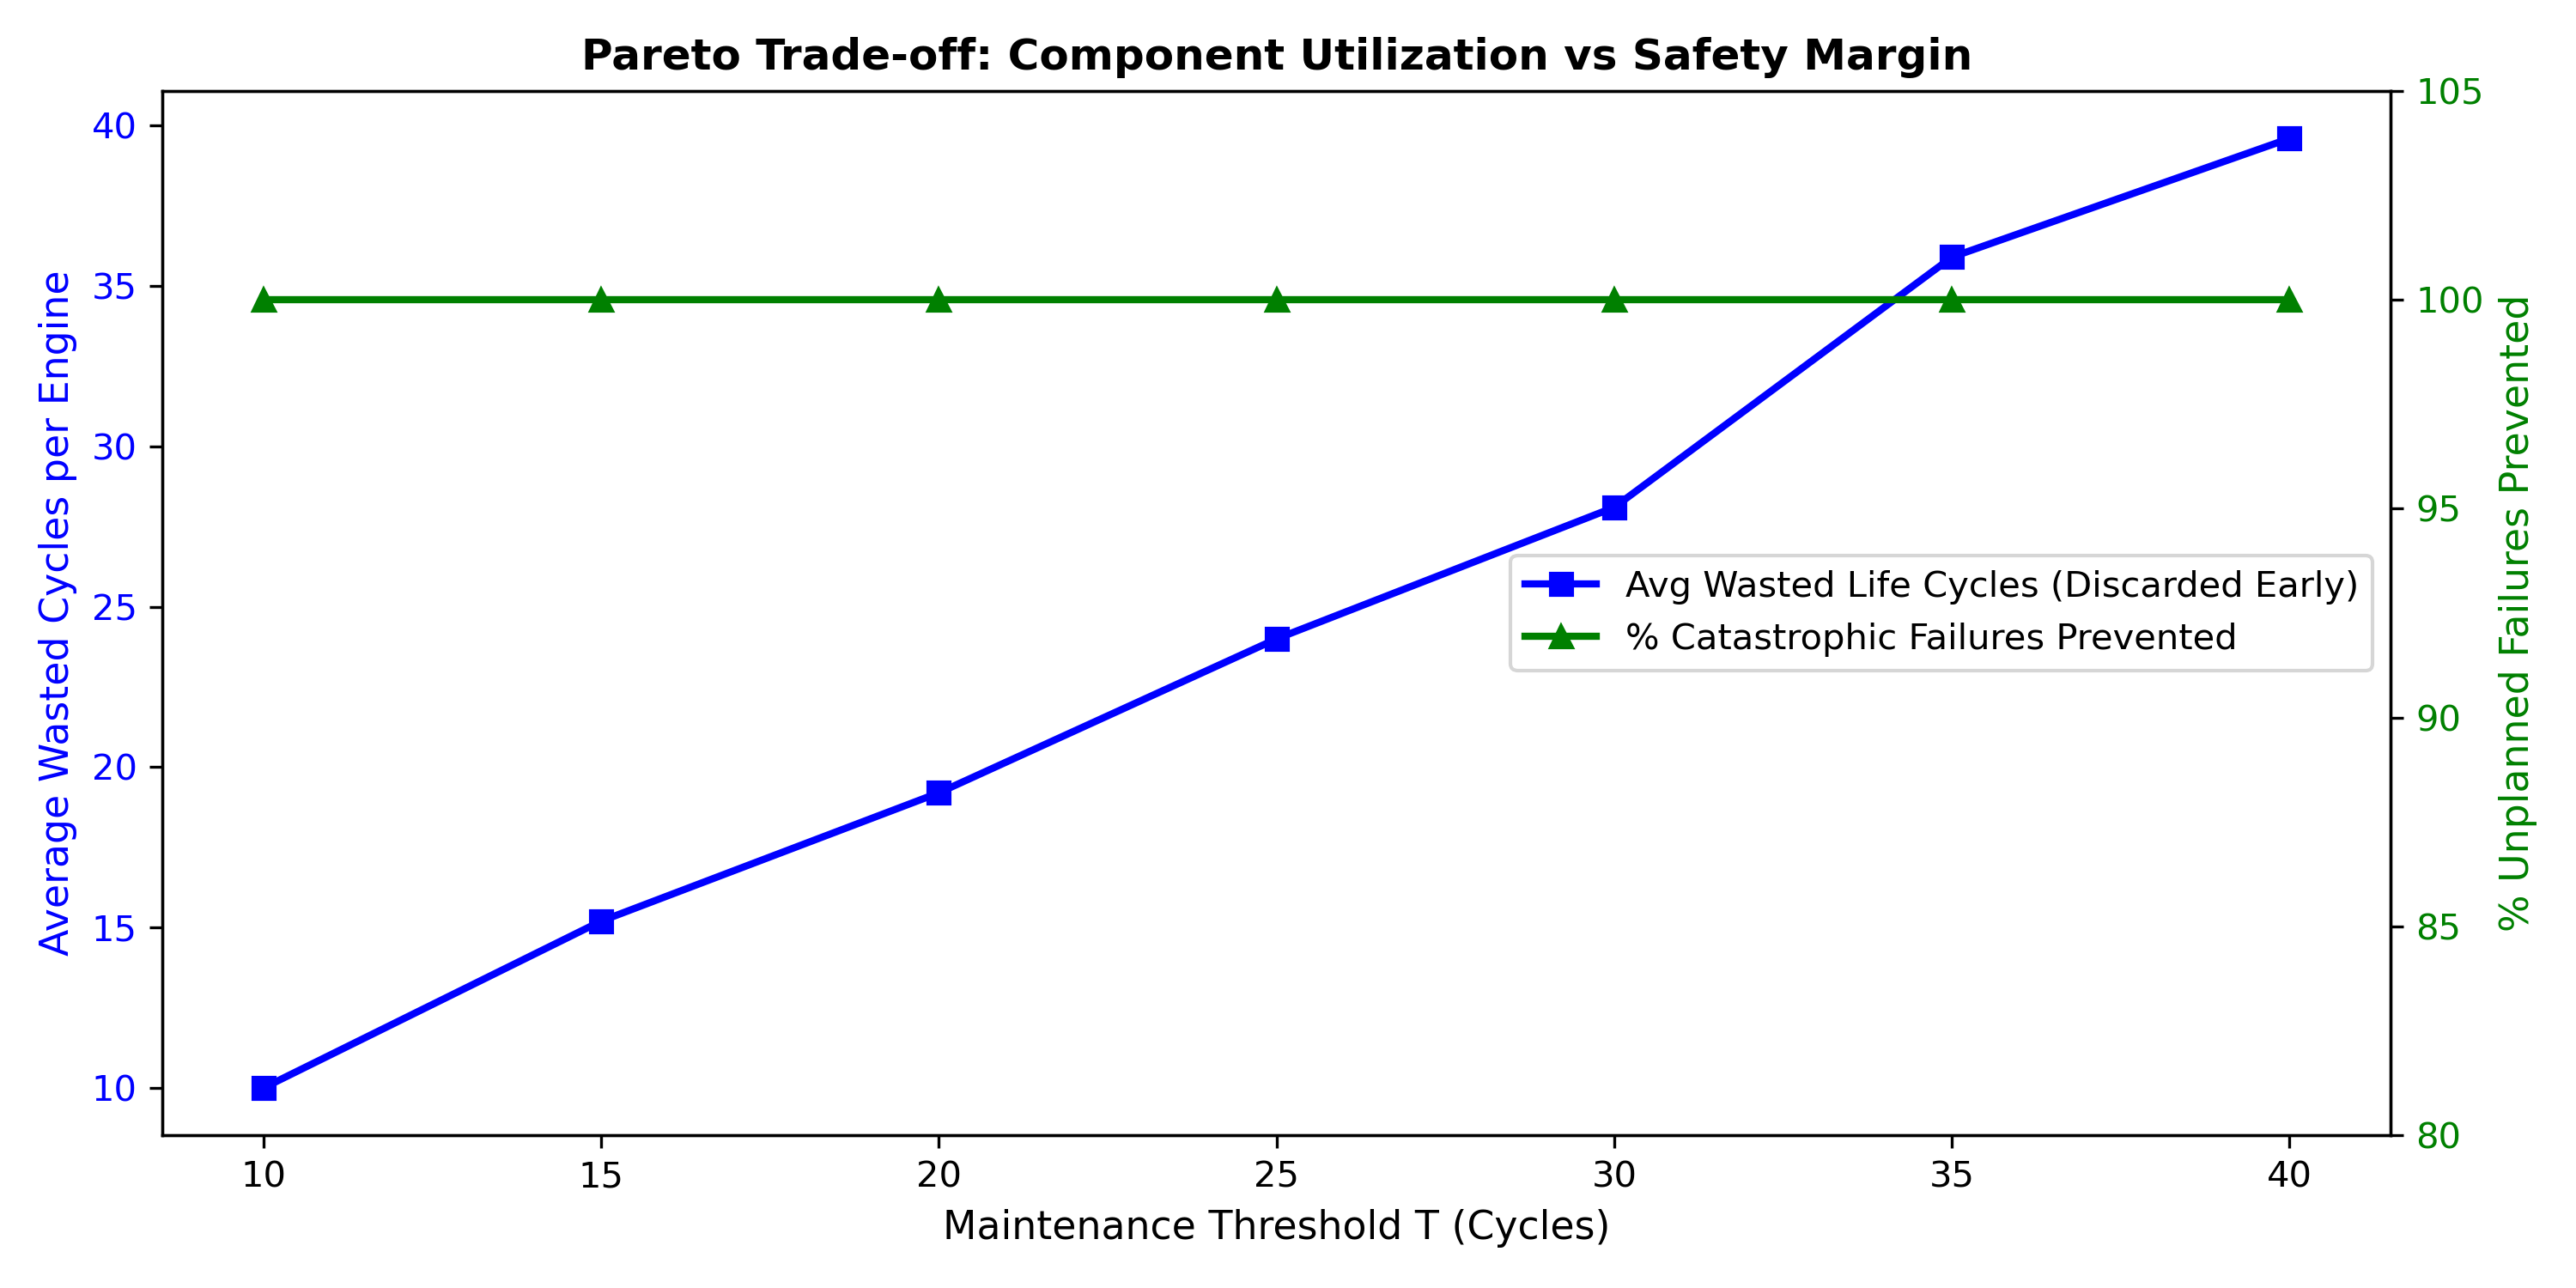 Pareto Trade-off: Component Utilization vs Safety Margin
40
35
30
25
20
15
10
Average Wasted Cycles per Engine
105
100
95
90
85
80
% Unplanned Failures Prevented
Avg Wasted Life Cycles (Discarded Early)
% Catastrophic Failures Prevented
10 15 20 25 30 35 40
Maintenance Threshold T (Cycles)